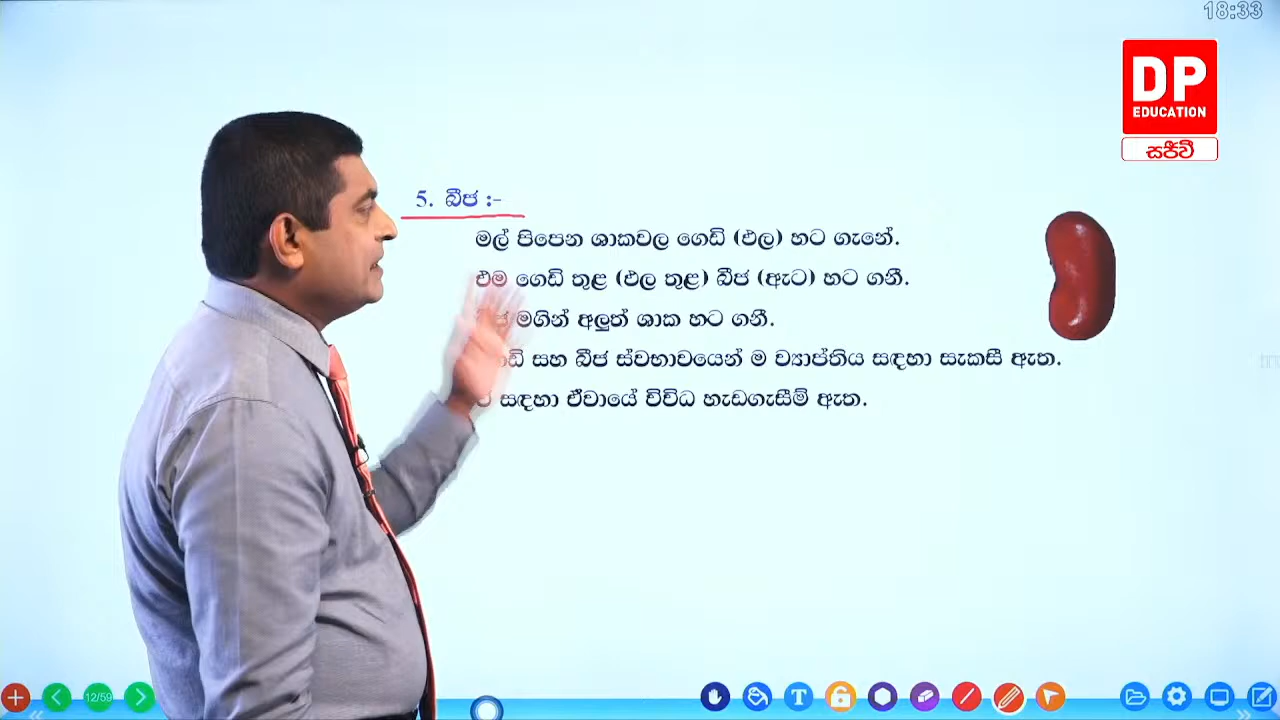 18:33
DP
EDUCATION
සජීවී
5. බීජ :-
මල් පිපෙන ශාකවල ගෙඩි (ඵල) හට ගැනේ.
එම ගෙඩි තුළ (ඵල තුළ) බීජ (ඇට) හට ගනී.
මගින් අලුත් ශාක හට ගනී.
සහ බීජ ස්වභාවයෙන් ම ව්‍යාප්තිය සඳහා සැකසී ඇත.
සඳහා ඒවායේ විවිධ හැඩගැසීම් ඇත.
12/59